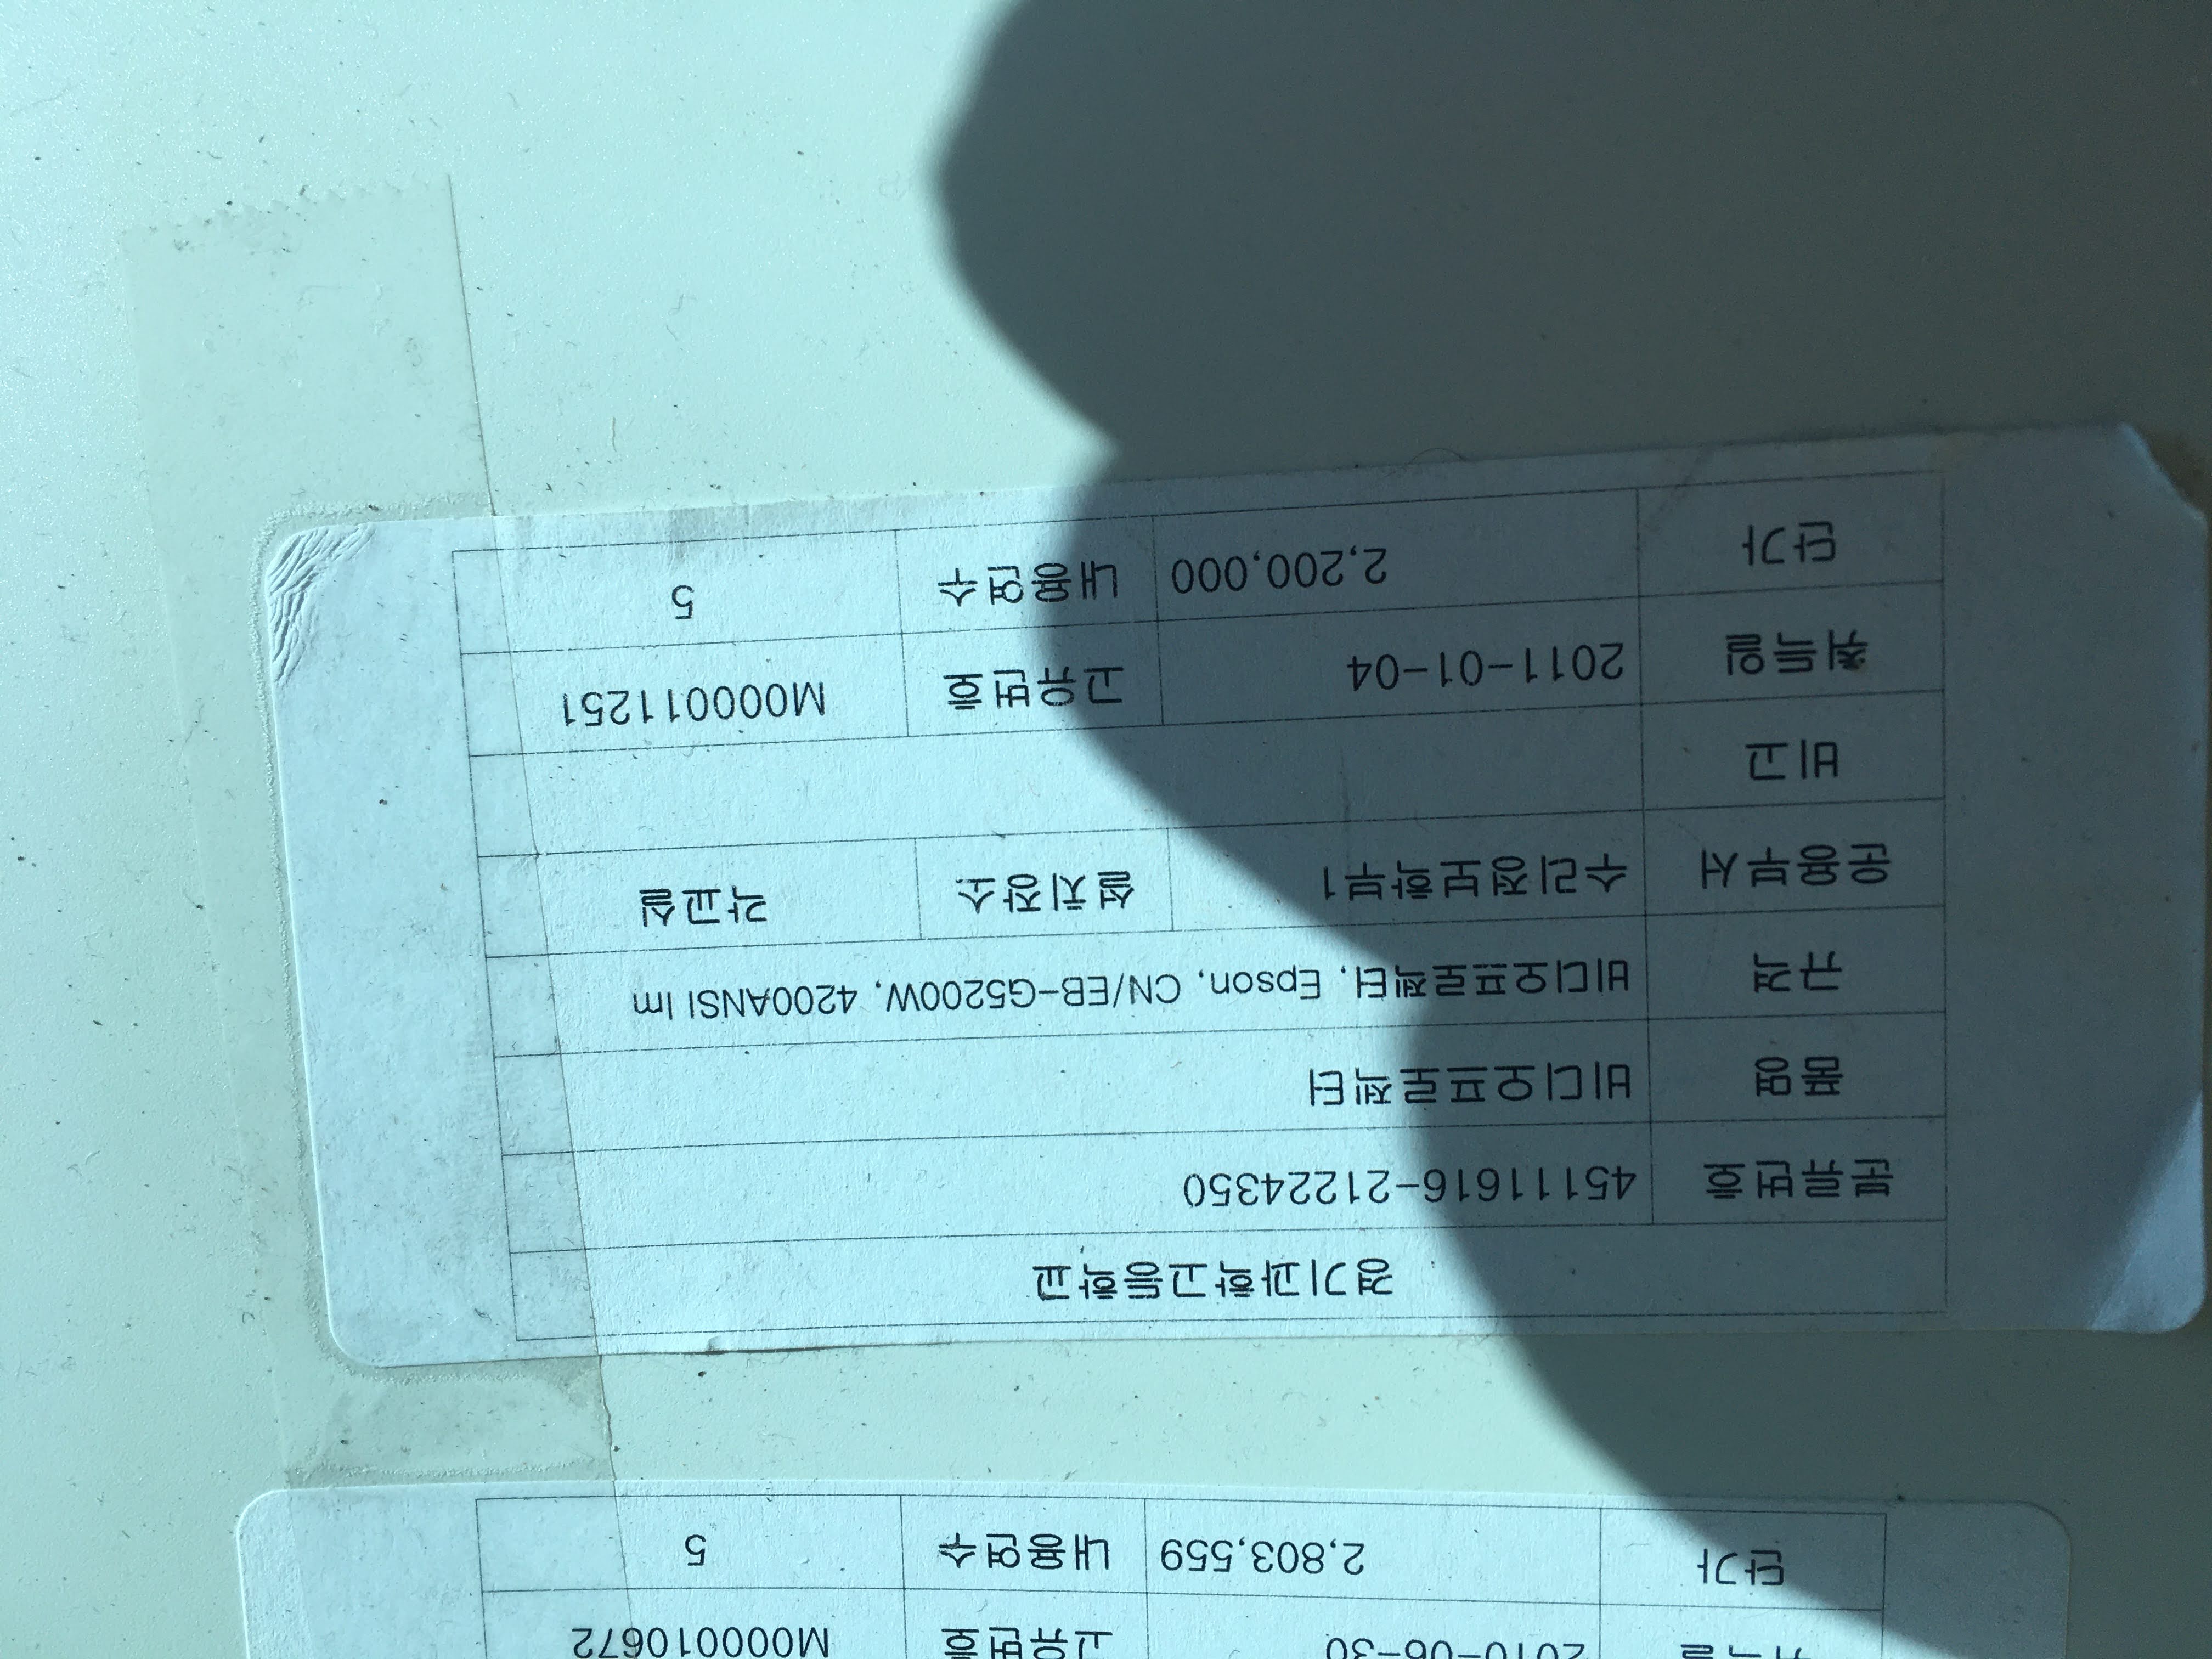 M000010672 고유번호 2010-06-30
단가 2,803,559 내용연수 5
경기과학고등학교
분류번호 45111616-21224350
품명 비디오프로젝터
규격 비디오프로젝터, Epson, CN/EB-G5200W, 4200ANSI lm
운용부서 수리정보학부1 설치장소 각교실
비고
취득일 2011-01-04 고유번호 M000011251
단가 2,200,000 내용연수 5